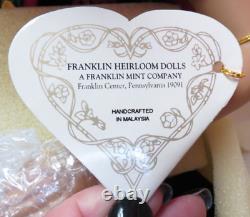 FRANKLIN HEIRLOOM DOLLS
A FRANKLIN MINT COMPANY
Franklin Center, Pennsylvania 19091
HANDCRAFTED
IN MALAYSIA